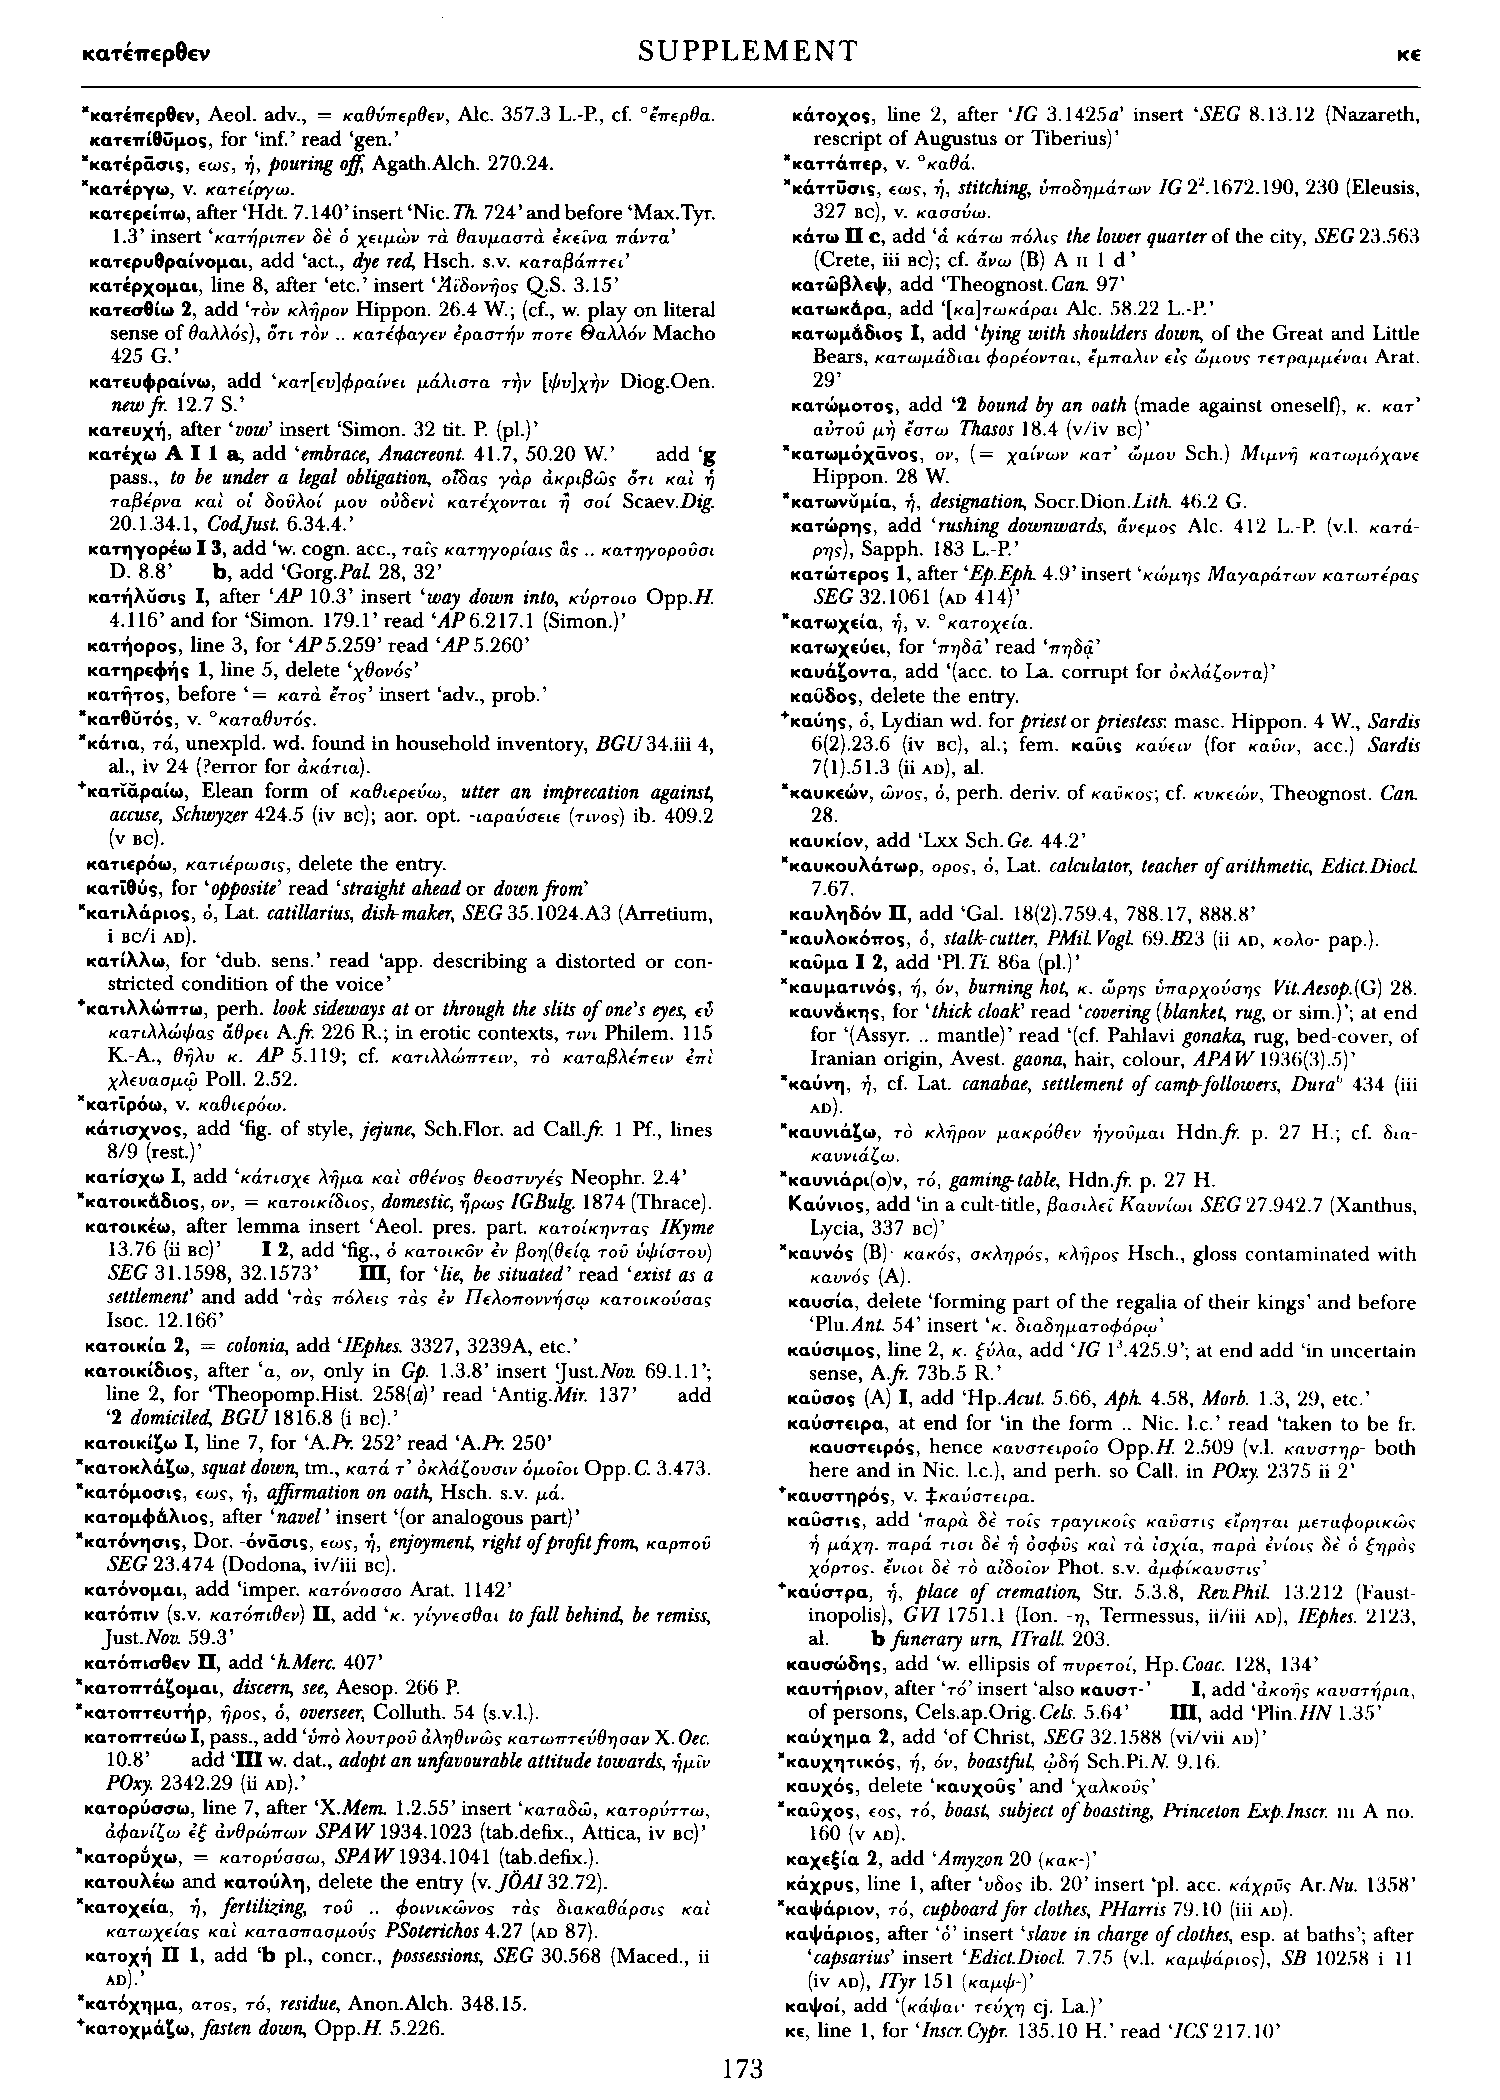 κατέπερθεν SUPPLEMENT κε
*κατέπερθεν, Aeol. adv., = καθύπερθεν, Alc. 357.3 L.-P., cf. °ἔπερθα.
κατεπίθῡμος, for ‘inf.’ read ‘gen.’
*κατέρᾱσις, εως, ἡ, pouring off, Agath.Alch. 270.24.
*κατέργω, v. κατείργω.
κατερείπω, after ‘Hdt. 7.140’ insert ‘Nic.Th. 724’ and before ‘Max.Tyr.
1.3’ insert ‘κατήριπεν δὲ ὁ χειμὼν τὰ θαυμαστὰ ἐκεῖνα πάντα’
κατερυθραίνομαι, add ‘act., dye red, Hsch. s.v. καταβάπτει’
κατέρχομαι, line 8, after ‘etc.’ insert ‘Ἀϊδονῆος Q.S. 3.15’
κατεσθίω 2, add ‘τὸν κλῆρον Hippon. 26.4 W.; (cf., w. play on literal
sense of θαλλός), ὅτι τὸν .. κατέφαγεν ἐραστήν ποτε Θαλλόν Macho
425 G.’
κατευφραίνω, add ‘κατ[ευ]φραίνει μάλιστα τὴν [ψυ]χὴν Diog.Oen.
new fr. 12.7 S.’
κατευχή, after ‘vow’ insert ‘Simon. 32 tit. P. (pl.)’
κατέχω A I 1 a, add ‘embrace, Anacreont. 41.7, 50.20 W.’ add ‘g
pass., to be under a legal obligation, οἶδας γὰρ ἀκριβῶς ὅτι καὶ ἡ
ταβέρνα καὶ οἱ δοῦλοί μου οὐδενὶ κατέχονται ἢ σοί Scaev.Dig.
20.1.34.1, Cod.Just. 6.34.4.’
κατηγορέω I 3, add ‘w. cogn. acc., ταῖς κατηγορίαις ἃς .. κατηγοροῦσι
D. 8.8’ b, add ‘Gorg.Pal. 28, 32’
κατήλῠσις I, after ‘AP 10.3’ insert ‘way down into, κύρτοιο Opp.H.
4.116’ and for ‘Simon. 179.1’ read ‘AP 6.217.1 (Simon.)’
κατήορος, line 3, for ‘AP 5.259’ read ‘AP 5.260’
κατηρεφής 1, line 5, delete ‘χθονός’
κατῆτος, before ‘= κατὰ ἔτος’ insert ‘adv., prob.’
*κατθῠτός, v. °καταθυτός.
*κάτια, τά, unexpld. wd. found in household inventory, BGU 34.iii 4,
al., iv 24 (?error for ἀκάτια).
+κατῐᾰραίω, Elean form of καθιερεύω, utter an imprecation against,
accuse, Schwyzer 424.5 (iv BC); aor. opt. -ιαραύσειε (τινος) ib. 409.2
(v BC).
κατιερόω, κατιέρωσις, delete the entry.
κατῑθύς, for ‘opposite’ read ‘straight ahead or down from’
*κατιλάριος, ὁ, Lat. catillarius, dish-maker, SEG 35.1024.A3 (Arretium,
i BC/i AD).
κατίλλω, for ‘dub. sens.’ read ‘app. describing a distorted or con-
stricted condition of the voice’
+κατιλλώπτω, perh. look sideways at or through the slits of one’s eyes, εὖ
κατιλλώψας ἄθρει A.fr. 226 R.; in erotic contexts, τινι Philem. 115
K.-A., θῆλυ κ. AP 5.119; cf. κατιλλώπτειν, τὸ καταβλέπειν ἐπὶ
χλευασμῷ Poll. 2.52.
*κατῑρόω, v. καθιερόω.
κάτισχνος, add ‘fig. of style, jejune, Sch.Flor. ad Call.fr. 1 Pf., lines
8/9 (rest.)’
κατίσχω I, add ‘κάτισχε λῆμα καὶ σθένος θεοστυγές Neophr. 2.4’
*κατοικάδιος, ον, = κατοικίδιος, domestic, ἥρως IGBulg. 1874 (Thrace).
κατοικέω, after lemma insert ‘Aeol. pres. part. κατοίκηντας IKyme
13.76 (ii BC)’ I 2, add ‘fig., ὁ κατοικõν ἐν βοη(θείᾳ τοῦ ὑψίστου)
SEG 31.1598, 32.1573’ III, for ‘lie, be situated’ read ‘exist as a
settlement’ and add ‘τὰς πόλεις τὰς ἐν Πελοποννήσῳ κατοικούσας
Isoc. 12.166’
κατοικία 2, = colonia, add ‘IEphes. 3327, 3239A, etc.’
κατοικίδιος, after ‘α, ον, only in Gp. 1.3.8’ insert ‘Just.Nov. 69.1.1’;
line 2, for ‘Theopomp.Hist. 258(a)’ read ‘Antig.Mir. 137’ add
‘2 domiciled, BGU 1816.8 (i BC).’
κατοικίζω I, line 7, for ‘A.Pr. 252’ read ‘A.Pr. 250’
*κατοκλάζω, squat down, tm., κατά τ’ ὀκλάζουσιν ὁμοῖοι Opp.C. 3.473.
*κατόμοσις, εως, ἡ, affirmation on oath, Hsch. s.v. μά.
κατομφάλιος, after ‘navel’ insert ‘(or analogous part)’
*κατόνησις, Dor. -όνᾱσις, εως, ἡ, enjoyment, right of profit from, καρποῦ
SEG 23.474 (Dodona, iv/iii BC).
κατόνομαι, add ‘imper. κατόνοσσο Arat. 1142’
κατόπιν (s.v. κατόπιθεν) II, add ‘κ. γίγνεσθαι to fall behind, be remiss,
Just.Nov. 59.3’
κατόπισθεν II, add ‘h.Merc. 407’
*κατοπτάζομαι, discern, see, Aesop. 266 P.
*κατοπτευτήρ, ῆρος, ὁ, overseer, Colluth. 54 (s.v.l.).
κατοπτεύω I, pass., add ‘ὑπὸ λουτροῦ ἀληθινῶς κατωπτεύθησαν X.Oec.
10.8’ add ‘III w. dat., adopt an unfavourable attitude towards, ἡμῖν
POxy. 2342.29 (ii AD).’
κατορύσσω, line 7, after ‘X.Mem. 1.2.55’ insert ‘καταδῶ, κατορύττω,
ἀφανίζω ἐξ ἀνθρώπων SPAW 1934.1023 (tab.defix., Attica, iv BC)’
*κατορῠ́χω, = κατορύσσω, SPAW 1934.1041 (tab.defix.).
κατουλέω and κατούλη, delete the entry (v. JÖAI 32.72).
*κατοχεία, ἡ, fertilizing, τοῦ .. φοινικῶνος τὰς διακαθάρσις καὶ
κατωχείας καὶ κατασπασμούς PSoterichos 4.27 (AD 87).
κατοχή II 1, add ‘b pl., concr., possessions, SEG 30.568 (Maced., ii
AD).’
*κατόχημα, ατος, τό, residue, Anon.Alch. 348.15.
+κατοχμάζω, fasten down, Opp.H. 5.226.
κάτοχος, line 2, after ‘IG 3.1425a’ insert ‘SEG 8.13.12 (Nazareth,
rescript of Augustus or Tiberius)’
*καττάπερ, v. °καθά.
*κάττῡσις, εως, ἡ, stitching, ὑποδημάτων IG 2².1672.190, 230 (Eleusis,
327 BC), v. κασσύω.
κάτω II c, add ‘ἁ κάτω πόλις the lower quarter of the city, SEG 23.563
(Crete, iii BC); cf. ἄνω (B) A II 1 d’
κατῶβλεψ, add ‘Theognost.Can. 97’
κατωκάρα, add ‘[κα]τωκάραι Alc. 58.22 L.-P.’
κατωμάδιος I, add ‘lying with shoulders down, of the Great and Little
Bears, κατωμάδιαι φορέονται, ἔμπαλιν εἰς ὤμους τετραμμέναι Arat.
29’
κατώμοτος, add ‘2 bound by an oath (made against oneself), κ. κατ’
αὐτοῦ μὴ ἔστω Thasos 18.4 (v/iv BC)’
*κατωμόχᾱνος, ον, (= χαίνων κατ’ ὤμου Sch.) Μιμνῆ κατωμόχανε
Hippon. 28 W.
*κατωνῠμία, ἡ, designation, Socr.Dion.Lith. 46.2 G.
κατώρης, add ‘rushing downwards, ἄνεμος Alc. 412 L.-P. (v.l. κατά-
ρης), Sapph. 183 L.-P.’
κατώτερος 1, after ‘Ep.Eph. 4.9’ insert ‘κώμης Μαγαράτων κατωτέρας
SEG 32.1061 (AD 414)’
*κατωχεία, ἡ, v. °κατοχεία.
κατωχεύει, for ‘πηδᾶ’ read ‘πηδᾷ’
καυάζοντα, add ‘(acc. to La. corrupt for ὀκλάζοντα)’
καῦδος, delete the entry.
+καύης, ὁ, Lydian wd. for priest or priestess: masc. Hippon. 4 W., Sardis
6(2).23.6 (iv BC), al.; fem. καῦις καύειν (for καῦιν, acc.) Sardis
7(1).51.3 (ii AD), al.
*καυκεών, ῶνος, ὁ, perh. deriv. of καῦκος; cf. κυκεών, Theognost. Can.
28.
καυκίον, add ‘Lxx Sch.Ge. 44.2’
*καυκουλάτωρ, ορος, ὁ, Lat. calculator, teacher of arithmetic, Edict.Diocl.
7.67.
καυληδόν II, add ‘Gal. 18(2).759.4, 788.17, 888.8’
*καυλοκόπος, ὁ, stalk-cutter, PMil.Vogl. 69.B23 (ii AD, κολο- pap.).
καῦμα I 2, add ‘Pl.Ti. 86a (pl.)’
*καυματινός, ή, όν, burning hot, κ. ὥρης ὑπαρχούσης Vit.Aesop.(G) 28.
καυνάκης, for ‘thick cloak’ read ‘covering (blanket, rug, or sim.)’; at end
for ‘(Assyr. .. mantle)’ read ‘(cf. Pahlavi gonaka, rug, bed-cover, of
Iranian origin, Avest. gaona, hair, colour, APAW 1936(3).5)’
*καύνη, ἡ, cf. Lat. canabae, settlement of camp-followers, Dura⁶ 434 (iii
AD).
*καυνιάζω, τὸ κλῆρον μακρόθεν ἡγοῦμαι Hdn.fr. p. 27 H.; cf. δια-
καυνιάζω.
*καυνιάρι(ο)ν, τό, gaming-table, Hdn.fr. p. 27 H.
Καύνιος, add ‘in a cult-title, βασιλεῖ Καυνίωι SEG 27.942.7 (Xanthus,
Lycia, 337 BC)’
*καυνός (B)· κακός, σκληρός, κλῆρος Hsch., gloss contaminated with
καυνός (A).
καυσία, delete ‘forming part of the regalia of their kings’ and before
‘Plu.Ant. 54’ insert ‘κ. διαδηματοφόρῳ’
καύσιμος, line 2, κ. ξύλα, add ‘IG 1³.425.9’; at end add ‘in uncertain
sense, A.fr. 73b.5 R.’
καῦσος (A) I, add ‘Hp.Acut. 5.66, Aph. 4.58, Morb. 1.3, 29, etc.’
καύστειρα, at end for ‘in the form .. Nic. l.c.’ read ‘taken to be fr.
καυστειρός, hence καυστειροῖο Opp.H. 2.509 (v.l. καυστηρ- both
here and in Nic. l.c.), and perh. so Call. in POxy. 2375 ii 2’
+καυστηρός, v. ‡καύστειρα.
καῦστις, add ‘παρὰ δὲ τοῖς τραγικοῖς καῦστις εἴρηται μεταφορικῶς
ἡ μάχη. παρά τισι δὲ ἡ ὀσφῦς καὶ τὰ ἰσχία, παρὰ ἐνίοις δὲ ὁ ξηρὸς
χόρτος. ἔνιοι δὲ τὸ αἰδοῖον Phot. s.v. ἀμφίκαυστις’
+καύστρα, ἡ, place of cremation, Str. 5.3.8, Rev.Phil. 13.212 (Faust-
inopolis), GVI 1751.1 (Ion. -η, Termessus, ii/iii AD), IEphes. 2123,
al. b funerary urn, ITrall. 203.
καυσώδης, add ‘w. ellipsis of πυρετοί, Hp.Coac. 128, 134’
καυτήριον, after ‘τό’ insert ‘also καυστ-’ I, add ‘ἀκοῆς καυστήρια,
of persons, Cels.ap.Orig.Cels. 5.64’ III, add ‘Plin.HN 1.35’
καύχημα 2, add ‘of Christ, SEG 32.1588 (vi/vii AD)’
*καυχητικός, ή, όν, boastful, ᾠδή Sch.Pi.N. 9.16.
καυχός, delete ‘καυχοῦς’ and ‘χαλκοῦς’
*καῦχος, εος, τό, boast, subject of boasting, Princeton Exp.Inscr. III A no.
160 (v AD).
καχεξία 2, add ‘Amyzon 20 (κακ-)’
κάχρυς, line 1, after ‘υδος ib. 20’ insert ‘pl. acc. κάχρῡς Ar.Nu. 1358’
*καψάριον, τό, cupboard for clothes, PHarris 79.10 (iii AD).
καψάριος, after ‘ὁ’ insert ‘slave in charge of clothes, esp. at baths’; after
‘capsarius’ insert ‘Edict.Diocl. 7.75 (v.l. καμψάριος), SB 10258 i 11
(iv AD), ITyr 151 (καμψ-)’
καψοί, add ‘(κάψαι· τεύχη cj. La.)’
κε, line 1, for ‘Inscr.Cypr. 135.10 H.’ read ‘ICS 217.10’
173